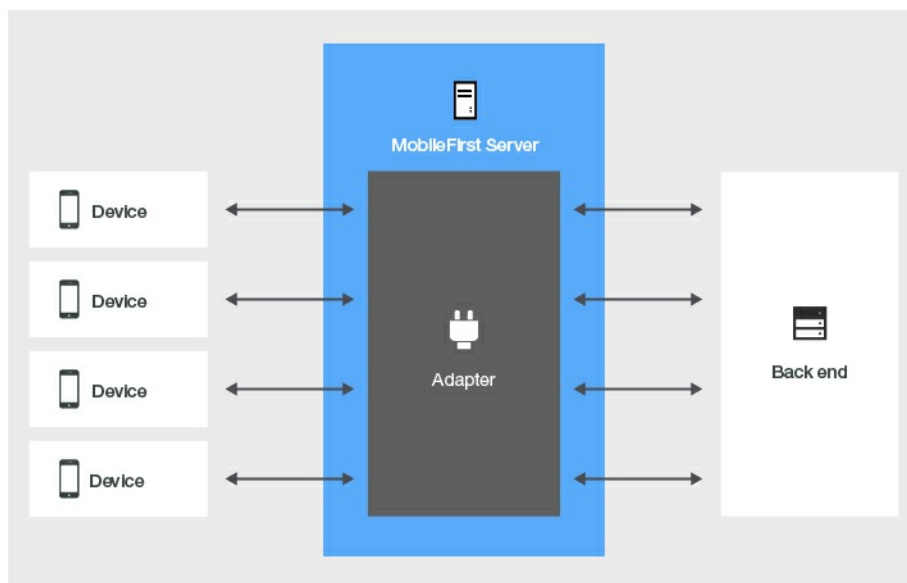 MobileFirst Server
Device
Device
Device
Device
Adapter
Back end